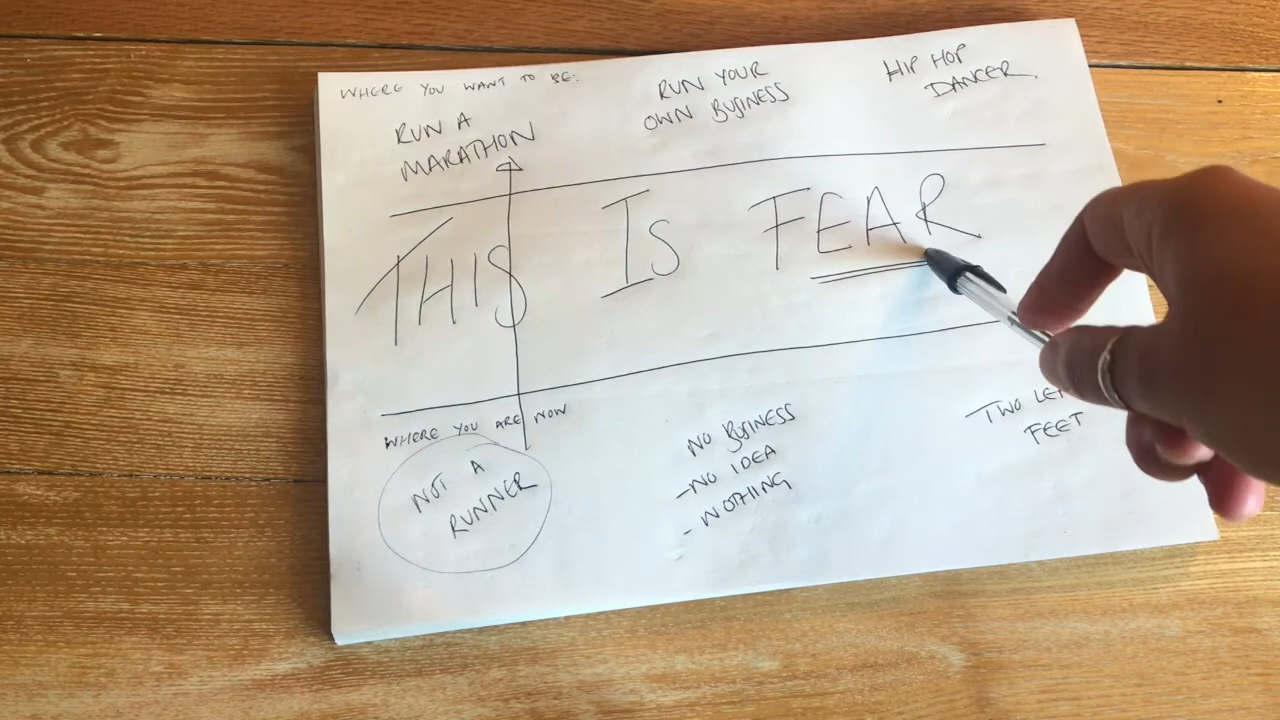 WHERE YOU WANT TO BE:
RUN A
MARATHON
RUN YOUR
OWN BUSINESS
HIP HOP
DANCER.
THIS IS FEAR
WHERE YOU ARE NOW
NOT A
RUNNER
NO BUSINESS
- NO IDEA
- NOTHING
TWO
FEET